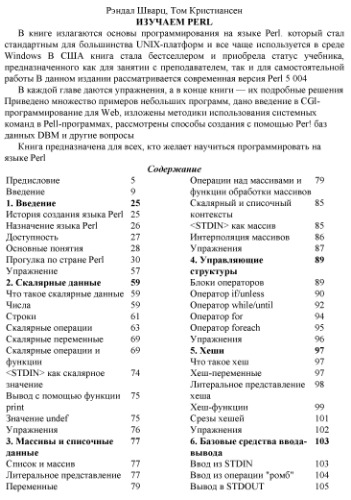 Рэндал Шварц, Том Кристиансен
ИЗУЧАЕМ PERL
В книге излагаются основы программирования на языке Perl. который стал
стандартным для большинства UNIX-платформ и все чаще используется в среде
Windows В США книга стала бестселлером и приобрела статус учебника,
предназначенного как для занятии с преподавателем, так и для самостоятельной
работы В данном издании рассматривается современная версия Perl 5 004
В каждой главе даются упражнения, а в конце книги — их подробные решения
Приведено множество примеров небольших программ, дано введение в CGl-
программирование для Web, изложены методики использования системных
команд в Pell-программах, рассмотрены способы создания с помощью Per! баз
данных DBM и другие вопросы
Книга предназначена для всех, кто желает научиться программировать на
языке Perl
Содержание
Предисловие 5
Введение 9
1. Введение 25
История создания языка Perl 25
Назначение языка Perl 26
Доступность 27
Основные понятия 28
Прогулка по стране Perl 30
Упражнение 57
2. Скалярные данные 59
Что такое скалярные данные 59
Числа 59
Строки 61
Скалярные операции 63
Скалярные переменные 69
Скалярные операции и 69
функции
<STDIN> как скалярное 74
значение
Вывод с помощью функции 75
print
Значение undef 75
Упражнения 76
3. Массивы и списочные 77
данные
Список и массив 77
Литеральное представление 77
Переменные 79
Операции над массивами и 79
функции обработки массивов
Скалярный и списочный 85
контексты
<STDIN> как массив 85
Интерполяция массивов 86
Упражнения 87
4. Управляющие 89
структуры
Блоки операторов 89
Оператор if/unless 90
Оператор while/until 92
Оператор for 94
Оператор foreach 95
Упражнения 96
5. Хеши 97
Что такое хеш 97
Хеш-переменные 97
Литеральное представление 98
хеша
Хеш-функции 99
Срезы хешей 101
Упражнения 102
6. Базовые средства ввода- 103
вывода
Ввод из STDIN 103
Ввод из операции "ромб" 104
Вывод в STDOUT 105